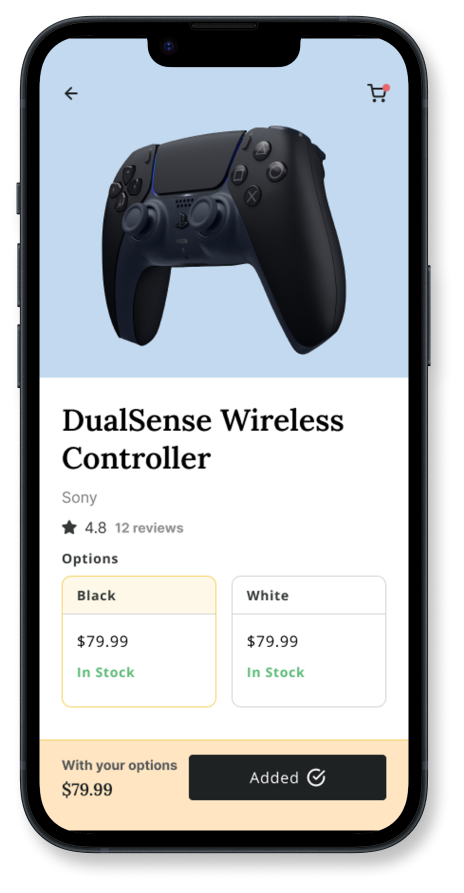 DualSense Wireless
Controller
Sony
4.8 12 reviews
Options
Black
White
$79.99
$79.99
In Stock
In Stock
With your options
$79.99
Added